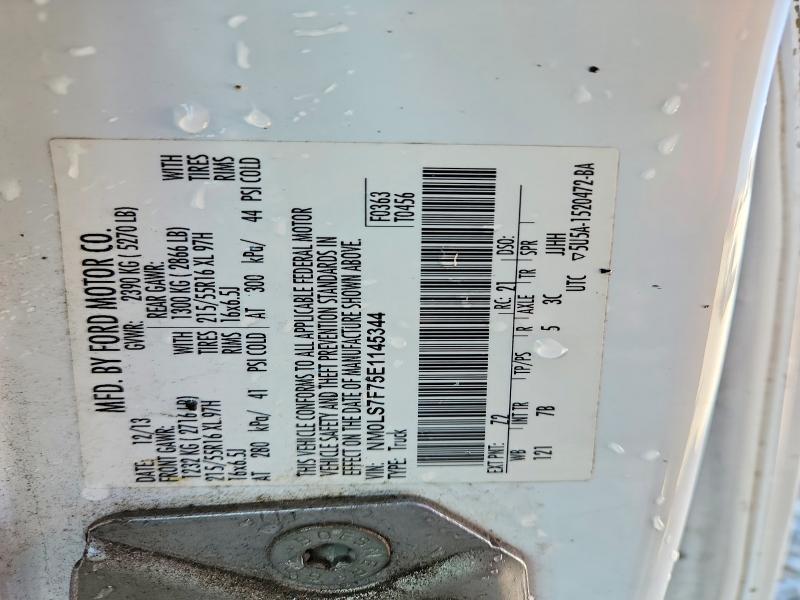 MFD. BY FORD MOTOR CO.
DATE: 12/13 GVWR: 2390 KG ( 5270 LB)
FRONT GAWR: REAR GAWR: WITH
1232 KG ( 2716 LB) WITH 1300 KG ( 2866 LB) TIRES
215/55R16 XL 97H TIRES 215/55R16 XL 97H RIMS
16x6.5J RIMS 16x6.5J
AT 280 kPa/ 41 PSI COLD AT 300 kPa/ 44 PSI COLD
THIS VEHICLE CONFORMS TO ALL APPLICABLE FEDERAL MOTOR
VEHICLE SAFETY AND THEFT PREVENTION STANDARDS IN
EFFECT ON THE DATE OF MANUFACTURE SHOWN ABOVE.
VIN: NM0LS7F75E1145344 F0363
TYPE: Truck T0456
EXT PNT: 7Z RC: 21 DSO:
WB INT TR TP/PS R AXLE TR SPR
121 7B 5 3C JJHH
UTC ▽5U5A-1520472-BA